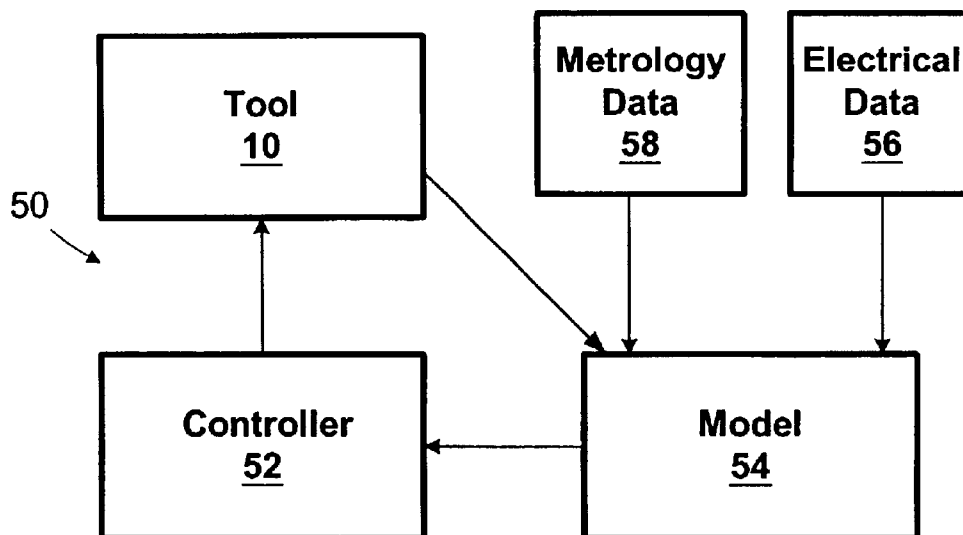 Tool
10
Metrology
Data
58
Electrical
Data
56
50
Controller
52
Model
54